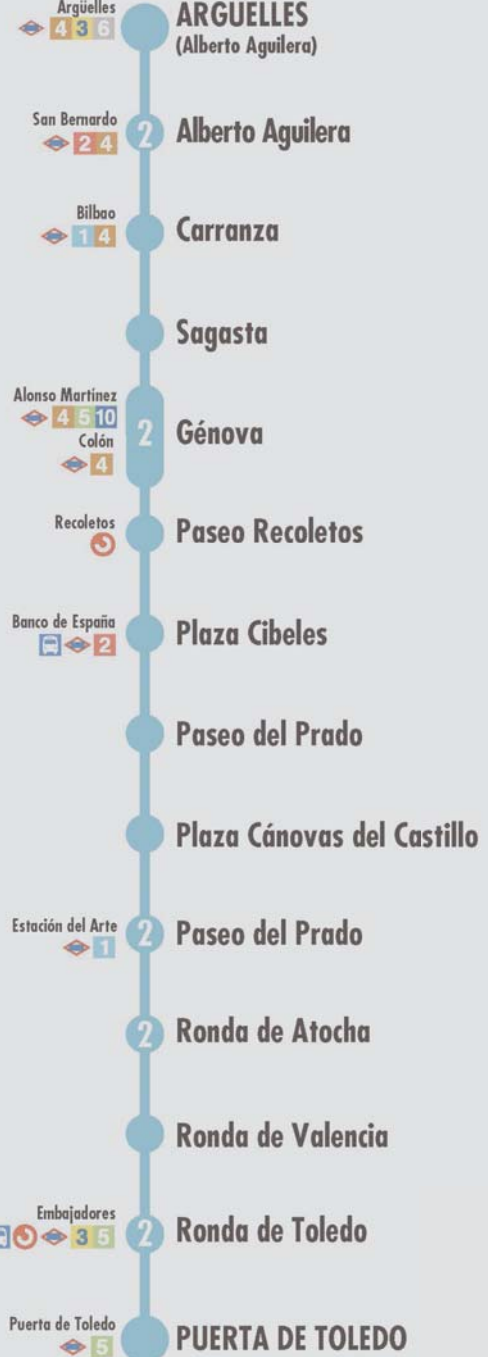 Argüelles
4 3 6
ARGÜELLES
(Alberto Aguilera)
San Bernardo
2 4
2
Alberto Aguilera
Bilbao
1 4
Carranza
Sagasta
Alonso Martínez
4 5 10
Colón
4
2
Génova
Recoletos
Paseo Recoletos
Banco de España
2
Plaza Cibeles
Paseo del Prado
Plaza Cánovas del Castillo
Estación del Arte
1
2
Paseo del Prado
2
Ronda de Atocha
Ronda de Valencia
Embajadores
3 5
2
Ronda de Toledo
Puerta de Toledo
5
PUERTA DE TOLEDO